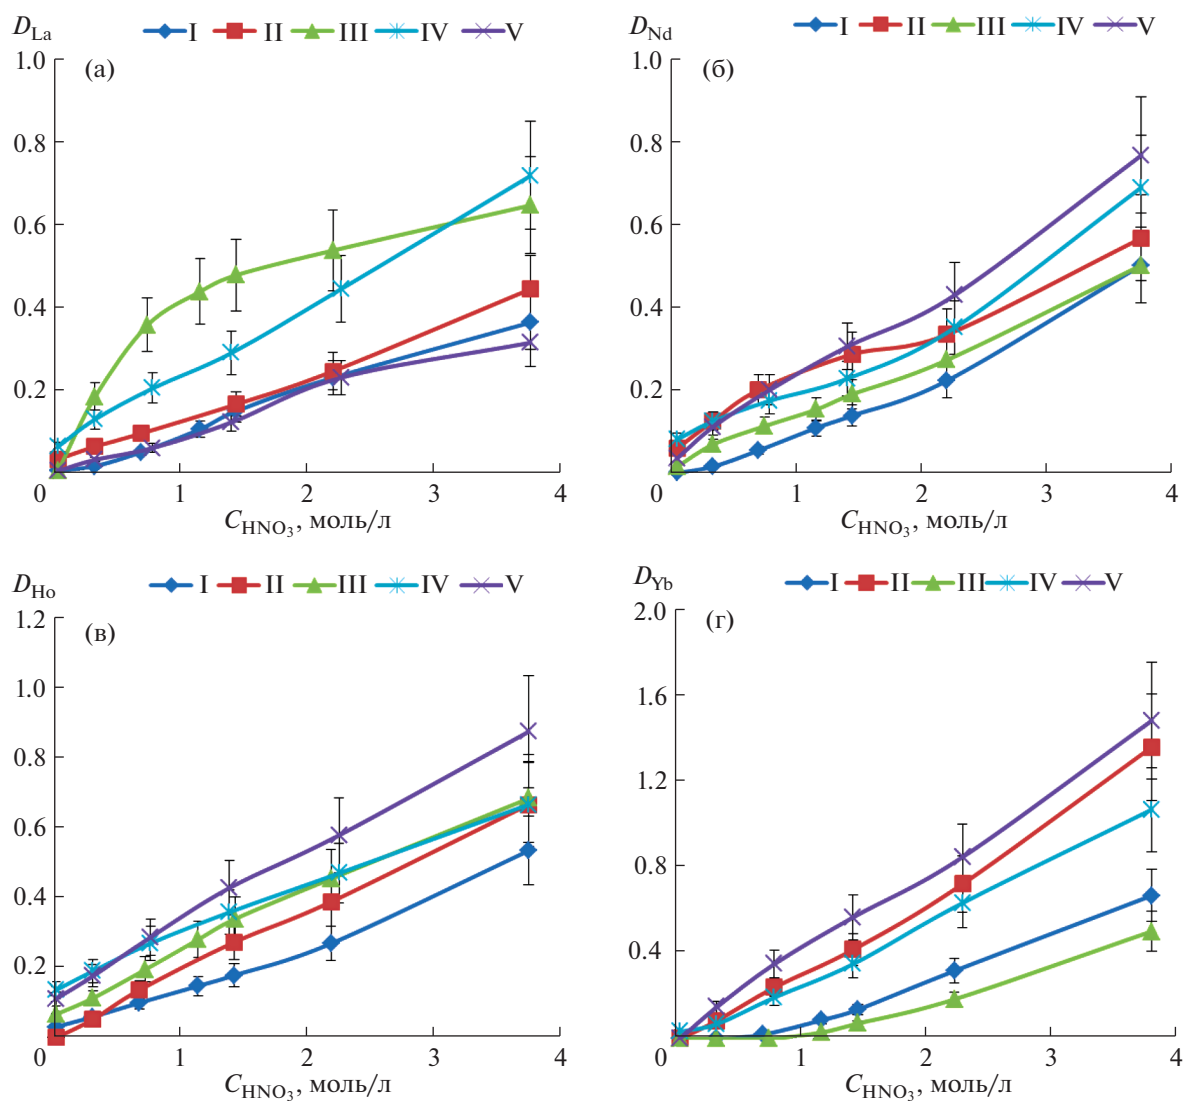 D_La I II III IV V
(а)
1.0
0.8
0.6
0.4
0.2
0 1 2 3 4
C_HNO3, моль/л
D_Nd I II III IV V
(б)
1.0
0.8
0.6
0.4
0.2
0 1 2 3 4
C_HNO3, моль/л
D_Ho I II III IV V
(в)
1.2
1.0
0.8
0.6
0.4
0.2
0 1 2 3 4
C_HNO3, моль/л
D_Yb I II III IV V
(г)
2.0
1.6
1.2
0.8
0.4
0 1 2 3 4
C_HNO3, моль/л